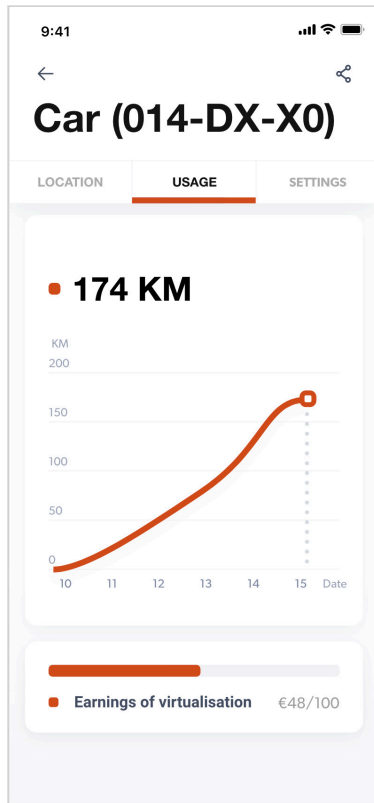 9:41
Car (014-DX-X0)
LOCATION USAGE SETTINGS
174 KM
KM
200
150
100
50
0
10 11 12 13 14 15 Date
Earnings of virtualisation €48/100